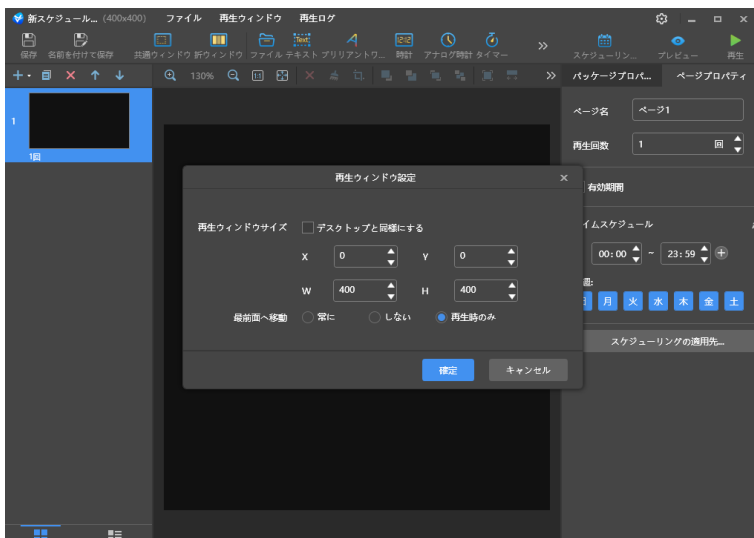 新スケジュール... (400x400) ファイル 再生ウィンドウ 再生ログ
保存 名前を付けて保存 共通ウィンドウ 折ウィンドウ ファイル テキスト ブリリアントワ... 時計 アナログ時計 タイマー スケジューリン... プレビュー 再生
130% パッケージプロパ... ページプロパティ
1
1回
ページ名 ページ1
再生回数 1 回
有効期間
イムスケジュール
00:00 ~ 23:59
月 火 水 木 金 土
スケジューリングの適用先...
再生ウィンドウ設定
再生ウィンドウサイズ デスクトップと同様にする
X 0 Y 0
W 400 H 400
最前面へ移動 常に しない 再生時のみ
確定 キャンセル